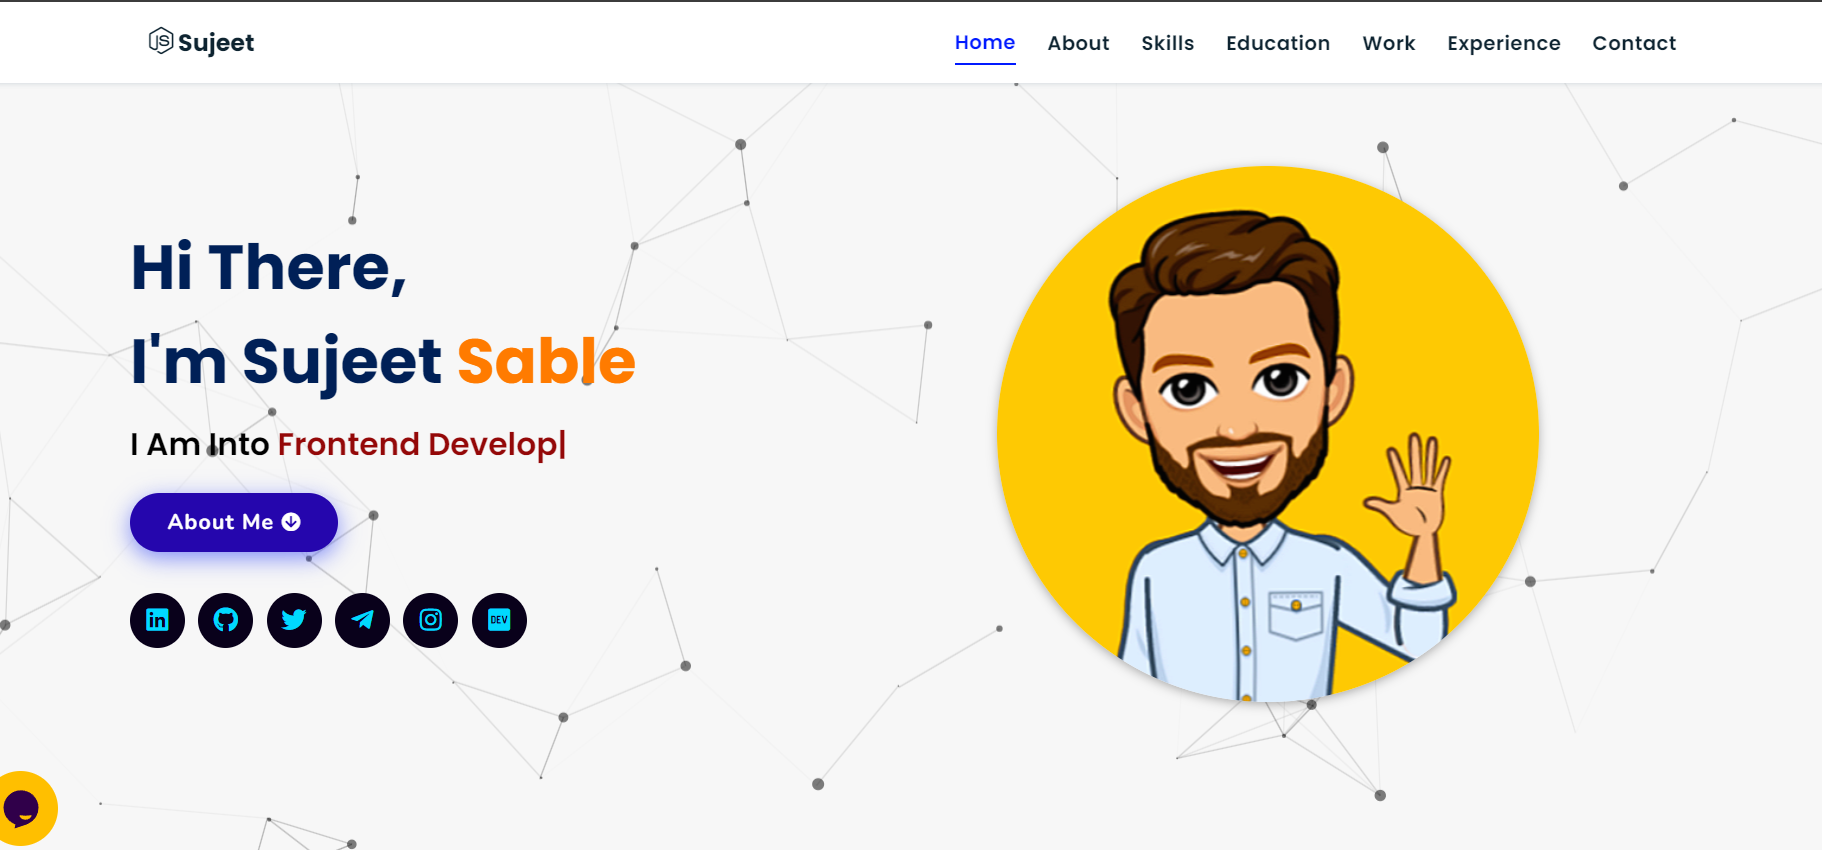 JS Sujeet
Home About Skills Education Work Experience Contact
Hi There,
I'm Sujeet Sable
I Am Into Frontend Develop|
About Me
in DEV